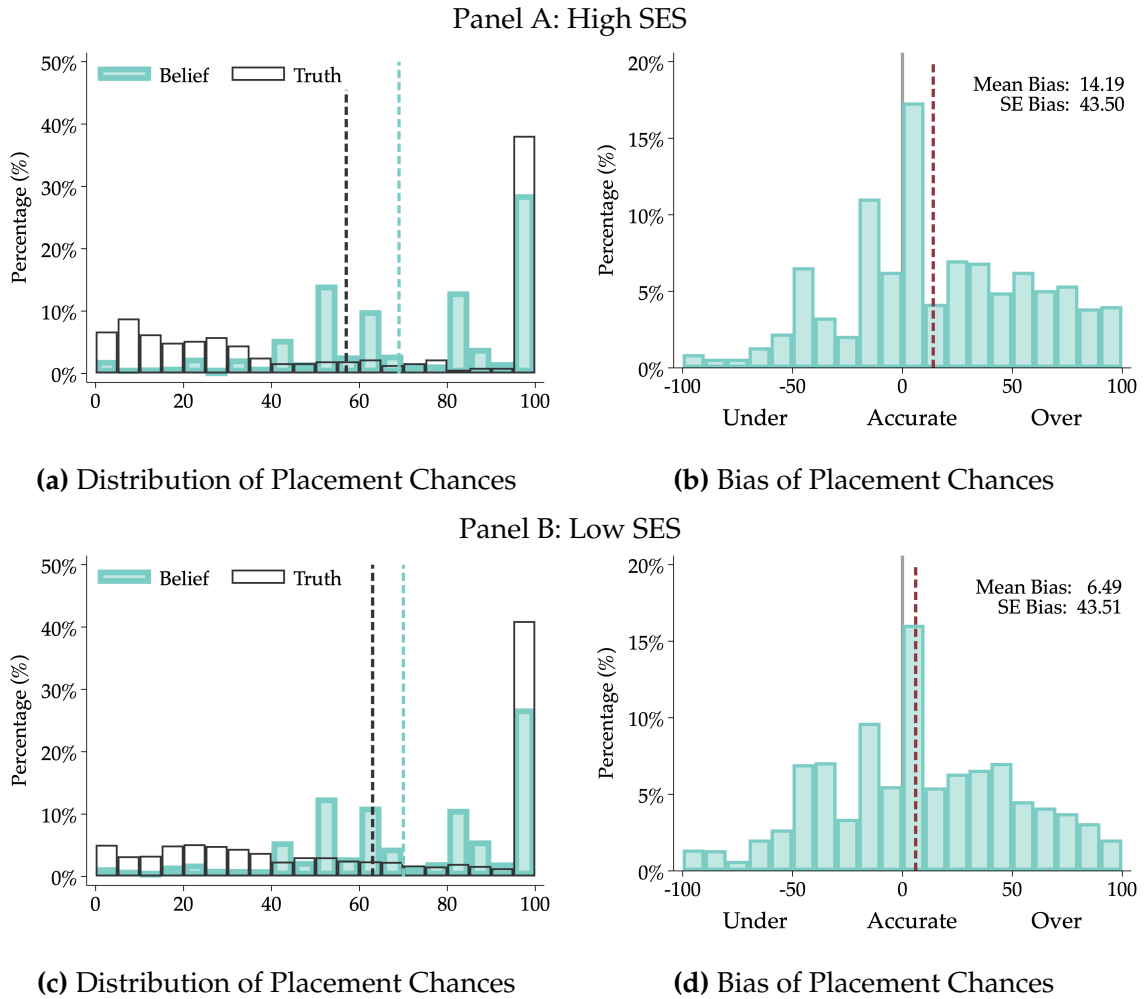 Panel A: High SES
50%
40%
30%
20%
10%
0%
Percentage (%)
Belief
Truth
0 20 40 60 80 100
20%
15%
10%
5%
0%
Percentage (%)
Mean Bias: 14.19
SE Bias: 43.50
-100 -50 0 50 100
Under Accurate Over
(a) Distribution of Placement Chances
(b) Bias of Placement Chances
Panel B: Low SES
50%
40%
30%
20%
10%
0%
Percentage (%)
Belief
Truth
0 20 40 60 80 100
20%
15%
10%
5%
0%
Percentage (%)
Mean Bias: 6.49
SE Bias: 43.51
-100 -50 0 50 100
Under Accurate Over
(c) Distribution of Placement Chances
(d) Bias of Placement Chances